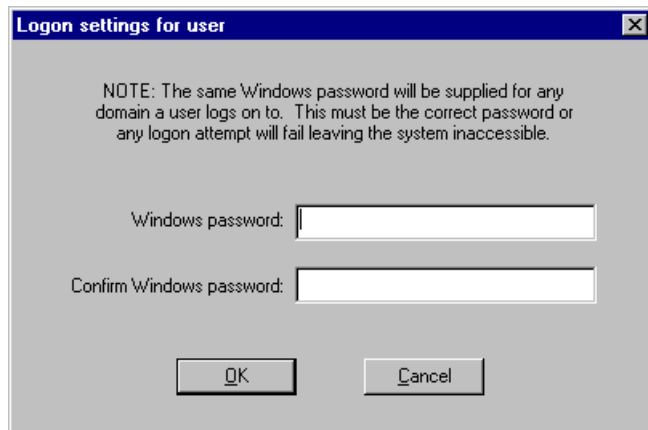 Logon settings for user
NOTE: The same Windows password will be supplied for any
domain a user logs on to.  This must be the correct password or
any logon attempt will fail leaving the system inaccessible.
Windows password:
Confirm Windows password:
OK
Cancel